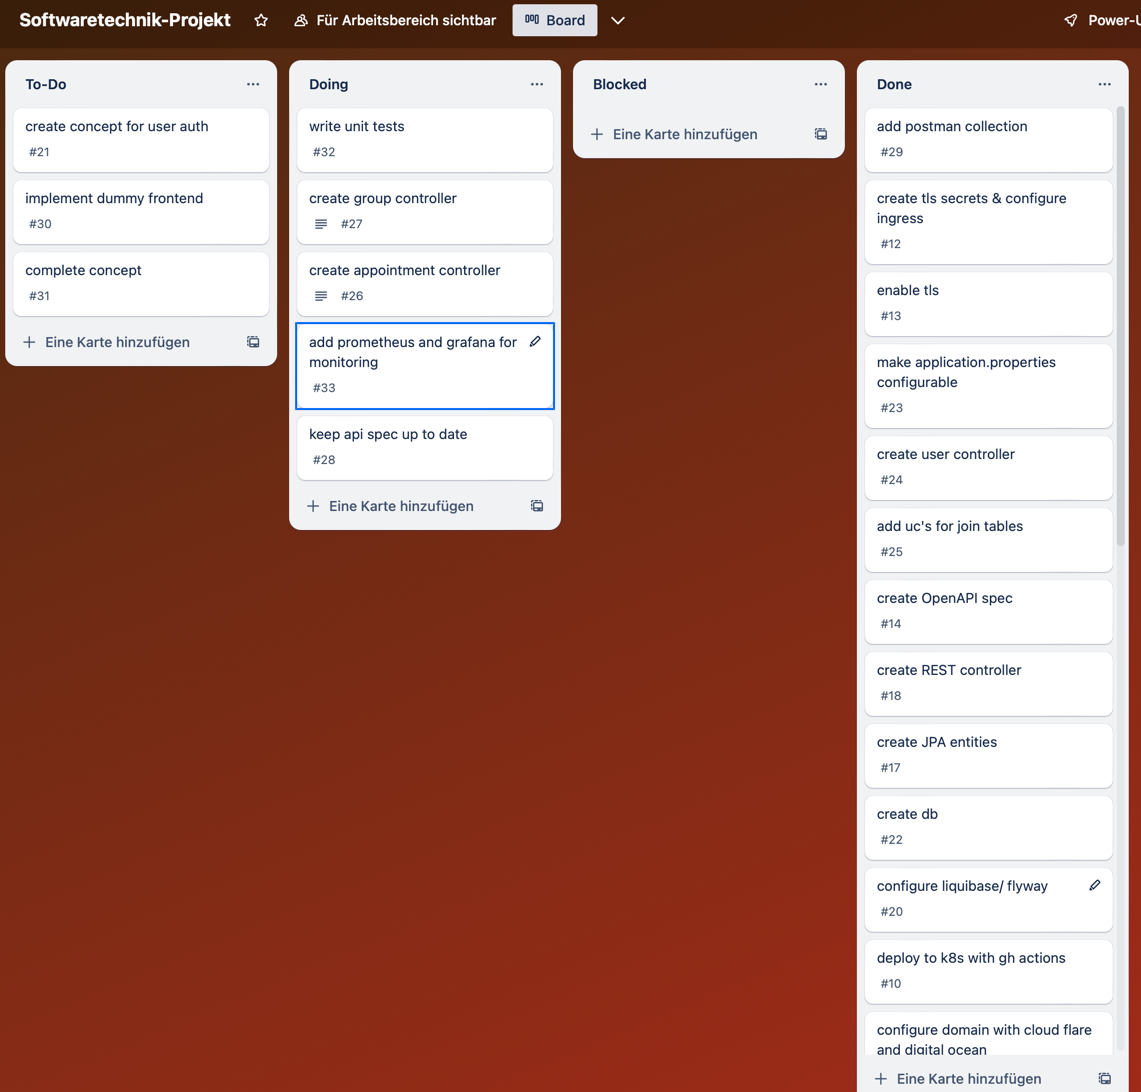 Softwaretechnik-Projekt
Für Arbeitsbereich sichtbar
Board
Power-U
To-Do
create concept for user auth
#21
implement dummy frontend
#30
complete concept
#31
Eine Karte hinzufügen
Doing
write unit tests
#32
create group controller
#27
create appointment controller
#26
add prometheus and grafana for
monitoring
#33
keep api spec up to date
#28
Eine Karte hinzufügen
Blocked
Eine Karte hinzufügen
Done
add postman collection
#29
create tls secrets & configure
ingress
#12
enable tls
#13
make application.properties
configurable
#23
create user controller
#24
add uc's for join tables
#25
create OpenAPI spec
#14
create REST controller
#18
create JPA entities
#17
create db
#22
configure liquibase/ flyway
#20
deploy to k8s with gh actions
#10
configure domain with cloud flare
and digital ocean
Eine Karte hinzufügen